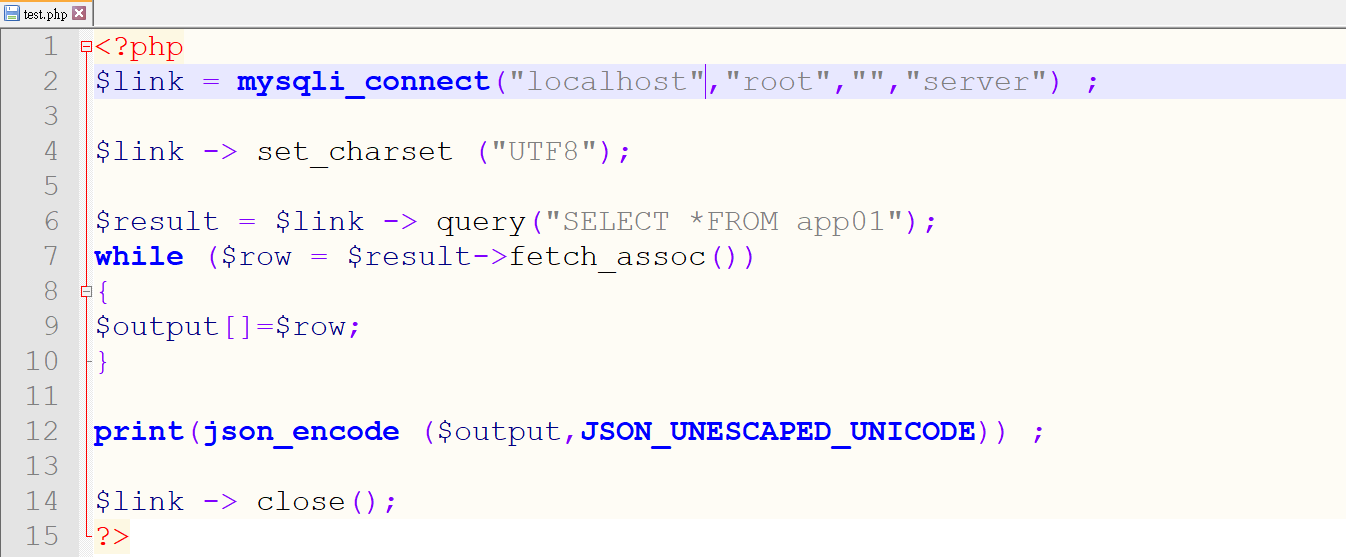 test.php
1 <?php
2 $link = mysqli_connect("localhost","root","","server") ;
3
4 $link -> set_charset ("UTF8");
5
6 $result = $link -> query("SELECT *FROM app01");
7 while ($row = $result->fetch_assoc())
8 {
9 $output[]=$row;
10 }
11
12 print(json_encode ($output,JSON_UNESCAPED_UNICODE)) ;
13
14 $link -> close();
15 ?>